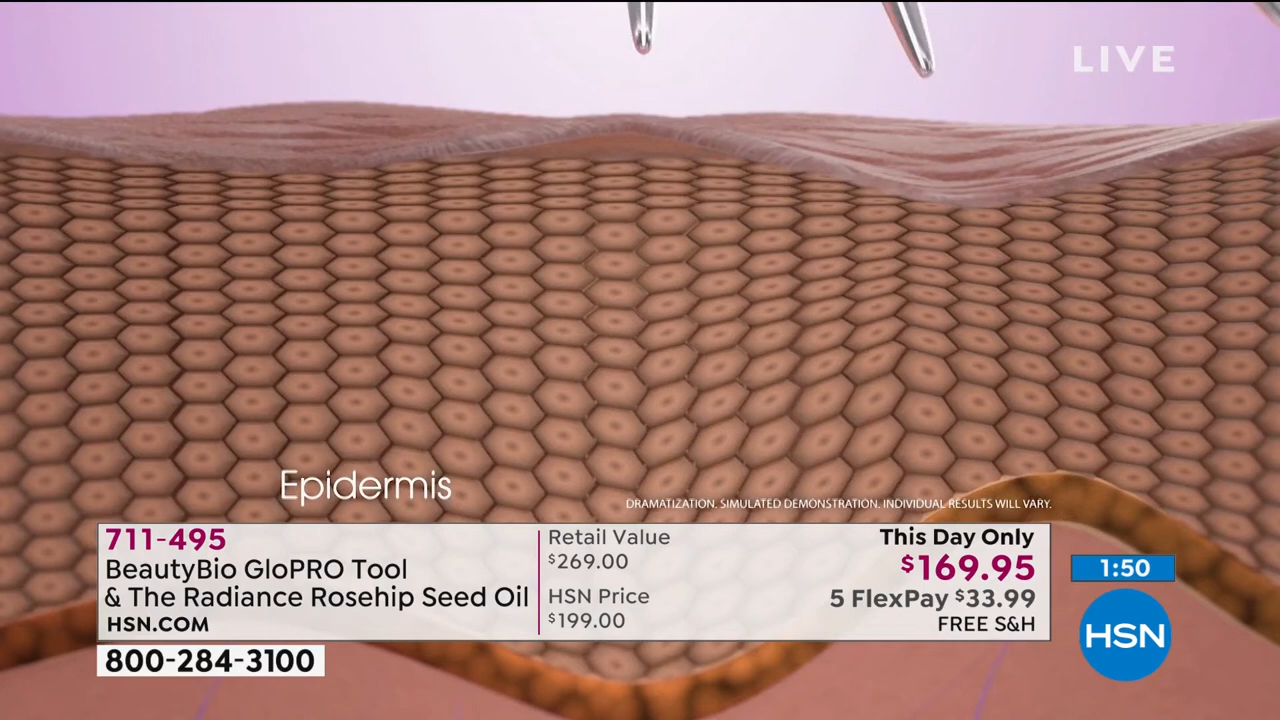 LIVE
Epidermis
DRAMATIZATION. SIMULATED DEMONSTRATION. INDIVIDUAL RESULTS WILL VARY.
711-495
BeautyBio GloPRO Tool
& The Radiance Rosehip Seed Oil
HSN.COM
Retail Value
$269.00
HSN Price
$199.00
This Day Only
$169.95
5 FlexPay $33.99
FREE S&H
1:50
HSN
800-284-3100